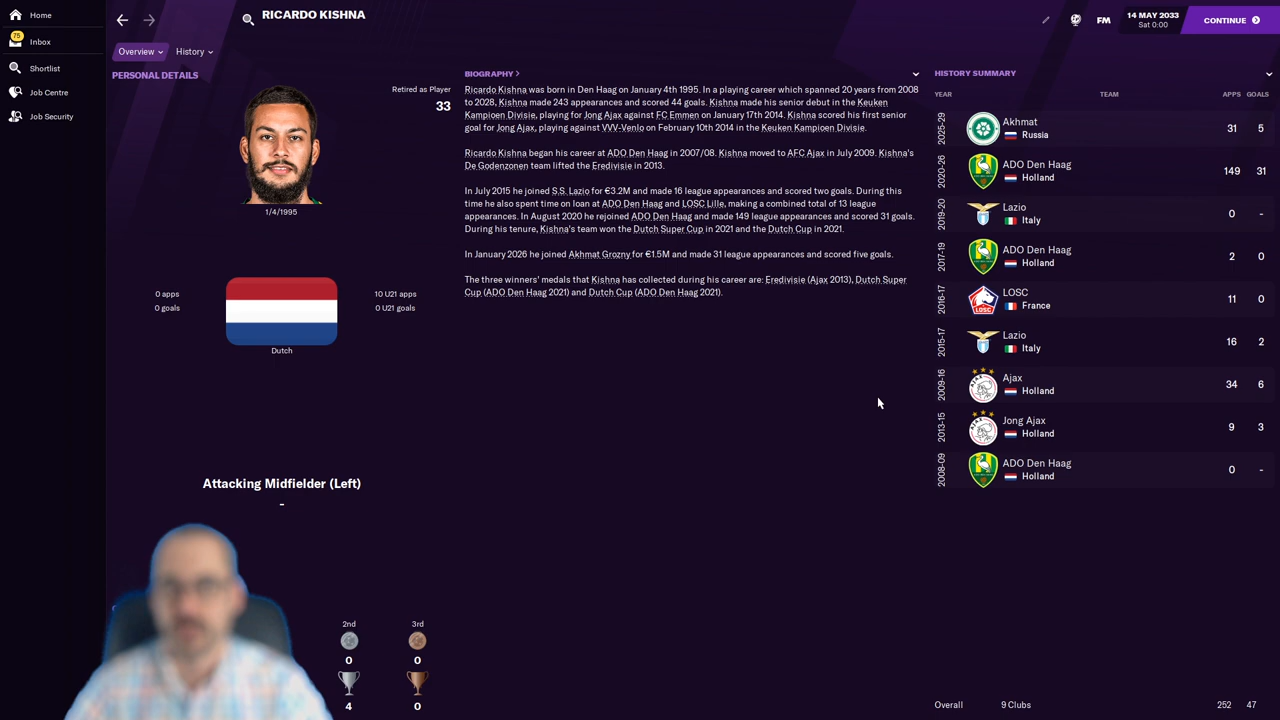 Home
75
Inbox
Shortlist
Job Centre
Job Security
RICARDO KISHNA
FM
14 MAY 2033
Sat 0:00
CONTINUE
Overview
History
PERSONAL DETAILS
Retired as Player
33
1/4/1995
0 apps
0 goals
10 U21 apps
0 U21 goals
Dutch
Attacking Midfielder (Left)
-
2nd
3rd
0
0
4
0
BIOGRAPHY
Ricardo Kishna was born in Den Haag on January 4th 1995. In a playing career which spanned 20 years from 2008
to 2028, Kishna made 243 appearances and scored 44 goals. Kishna made his senior debut in the Keuken
Kampioen Divisie, playing for Jong Ajax against FC Emmen on January 17th 2014. Kishna scored his first senior
goal for Jong Ajax, playing against VVV-Venlo on February 10th 2014 in the Keuken Kampioen Divisie.
Ricardo Kishna began his career at ADO Den Haag in 2007/08. Kishna moved to AFC Ajax in July 2009. Kishna's
De Godenzonen team lifted the Eredivisie in 2013.
In July 2015 he joined S.S. Lazio for €3.2M and made 16 league appearances and scored two goals. During this
time he also spent time on loan at ADO Den Haag and LOSC Lille, making a combined total of 13 league
appearances. In August 2020 he rejoined ADO Den Haag and made 149 league appearances and scored 31 goals.
During his tenure, Kishna's team won the Dutch Super Cup in 2021 and the Dutch Cup in 2021.
In January 2026 he joined Akhmat Grozny for €1.5M and made 31 league appearances and scored five goals.
The three winners' medals that Kishna has collected during his career are: Eredivisie (Ajax 2013), Dutch Super
Cup (ADO Den Haag 2021) and Dutch Cup (ADO Den Haag 2021).
HISTORY SUMMARY
YEAR TEAM APPS GOALS
2025-29 Akhmat Russia 31 5
2020-26 ADO Den Haag Holland 149 31
2019-20 Lazio Italy 0 -
2017-19 ADO Den Haag Holland 2 0
2016-17 LOSC France 11 0
2015-17 Lazio Italy 16 2
2009-16 Ajax Holland 34 6
2013-15 Jong Ajax Holland 9 3
2008-09 ADO Den Haag Holland 0 -
Overall 9 Clubs 252 47